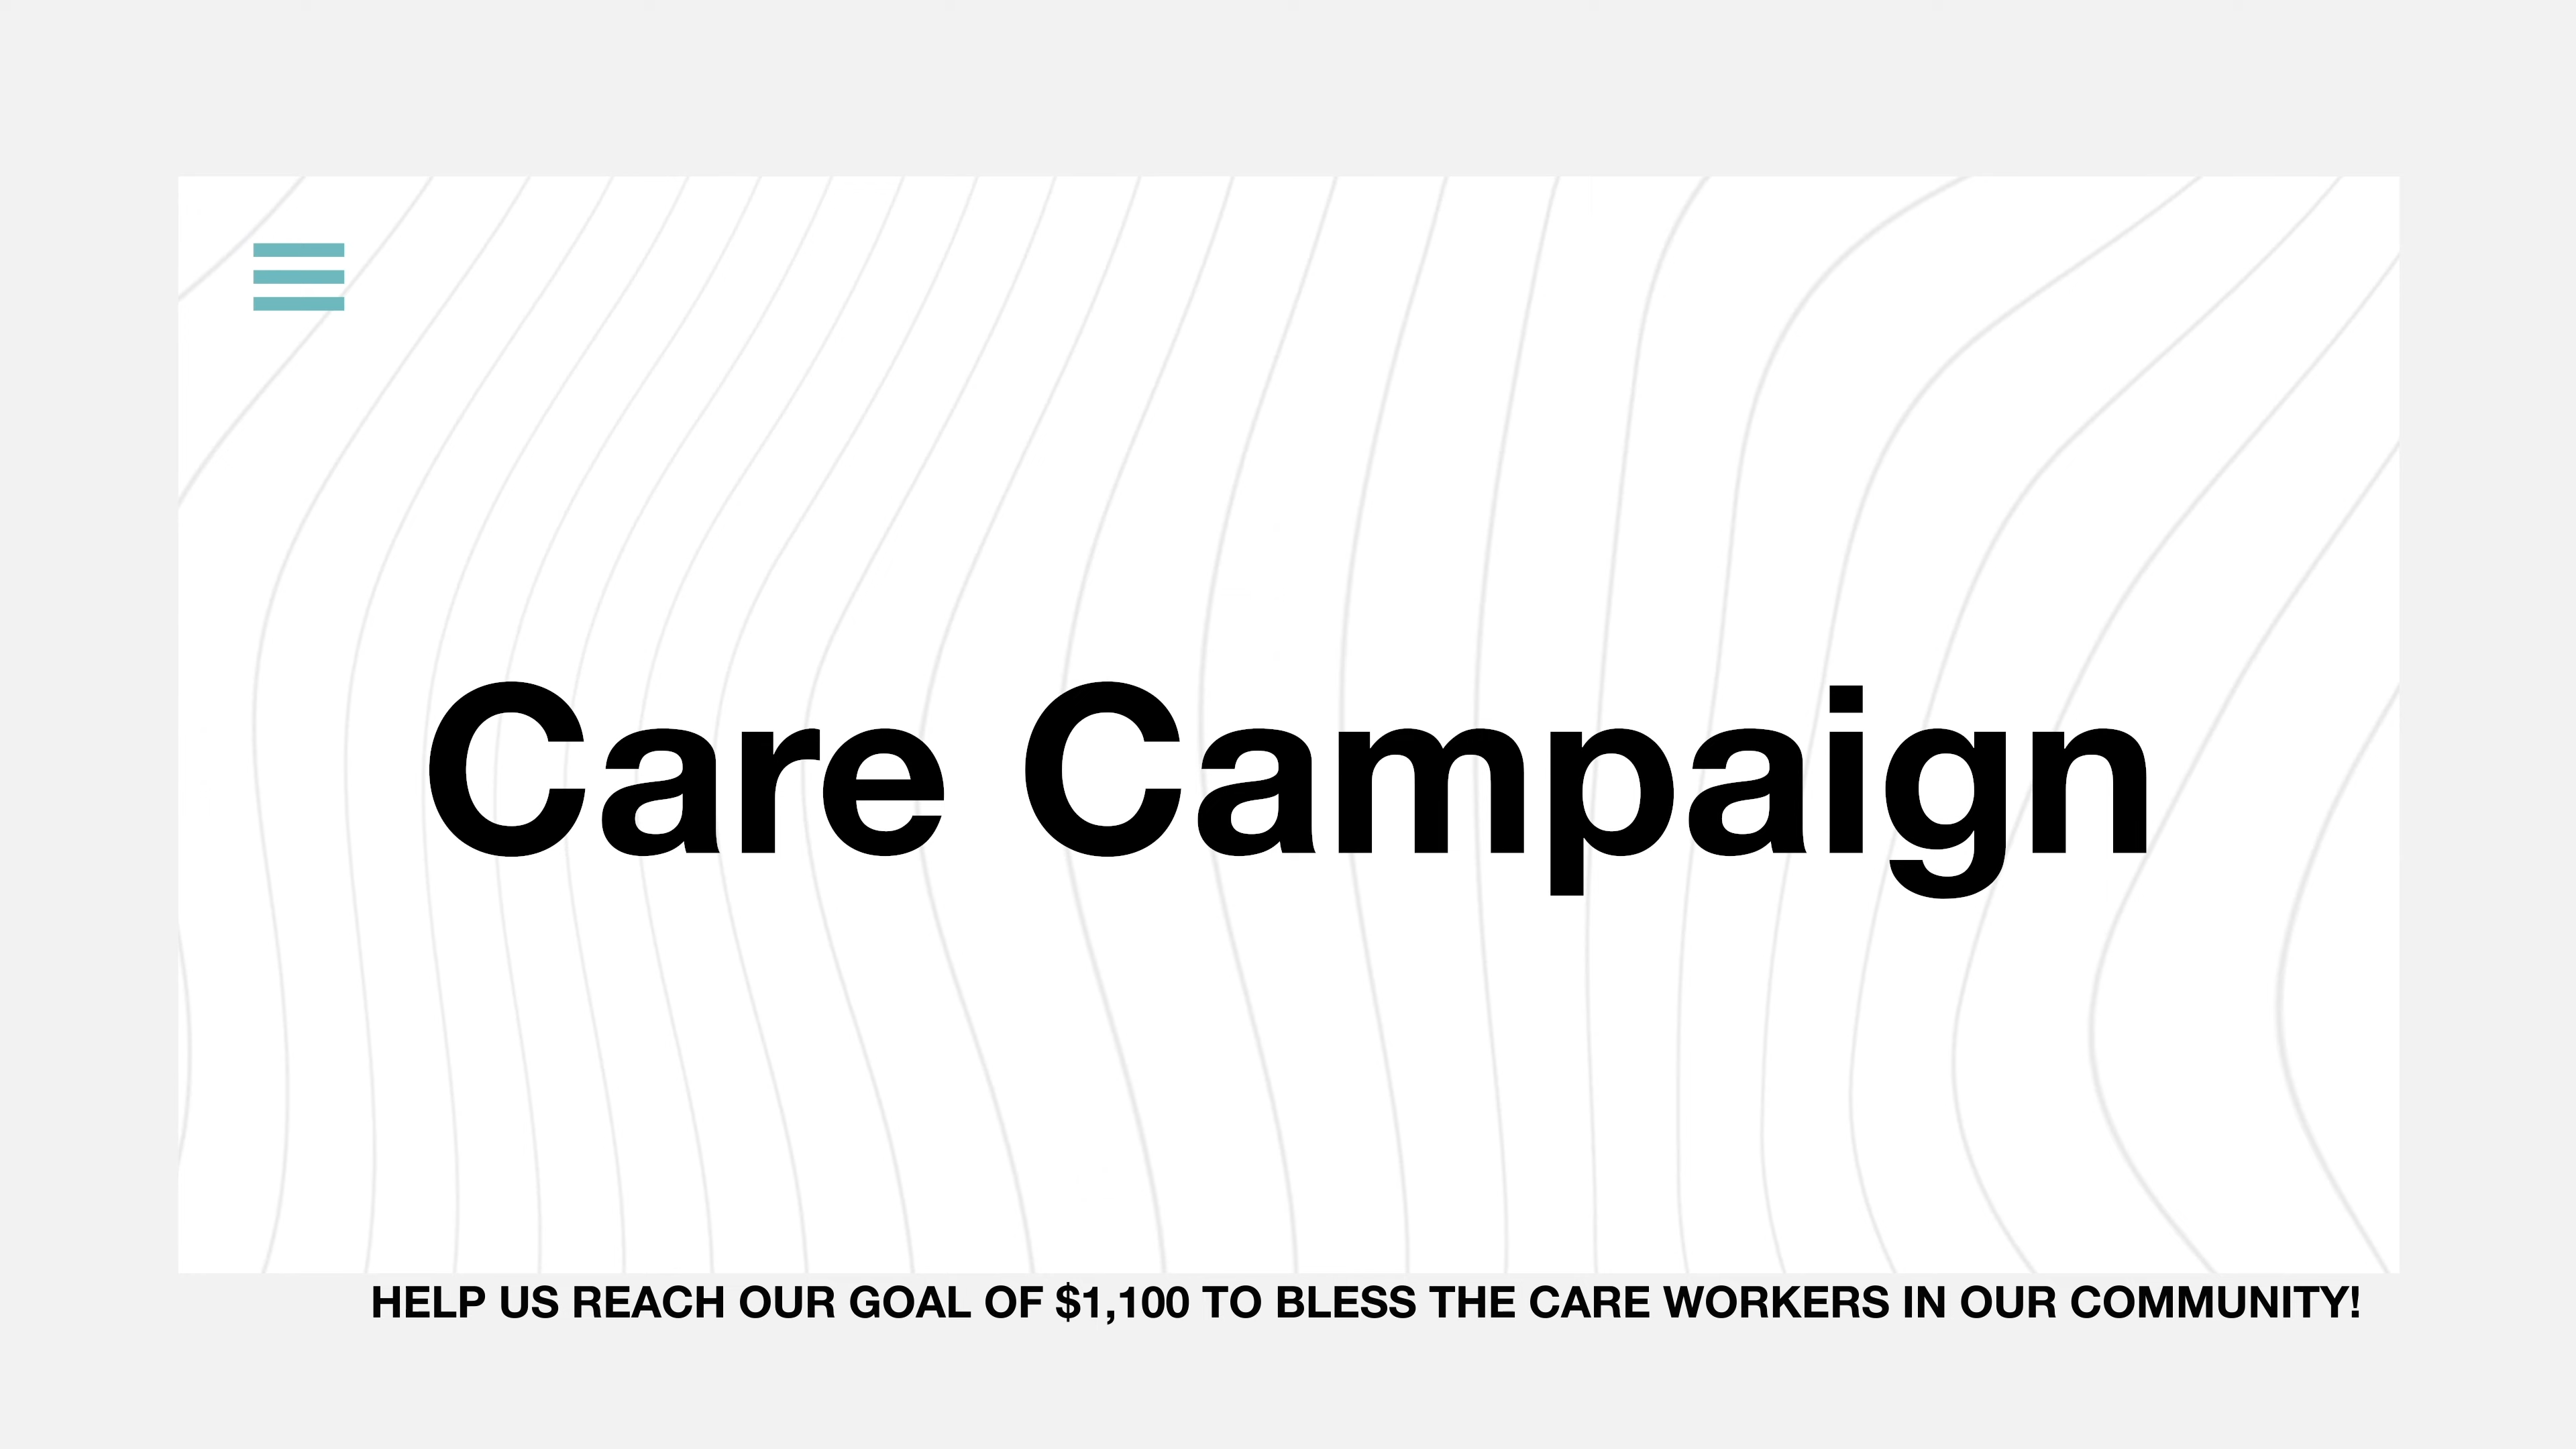 Care Campaign
HELP US REACH OUR GOAL OF $1,100 TO BLESS THE CARE WORKERS IN OUR COMMUNITY!